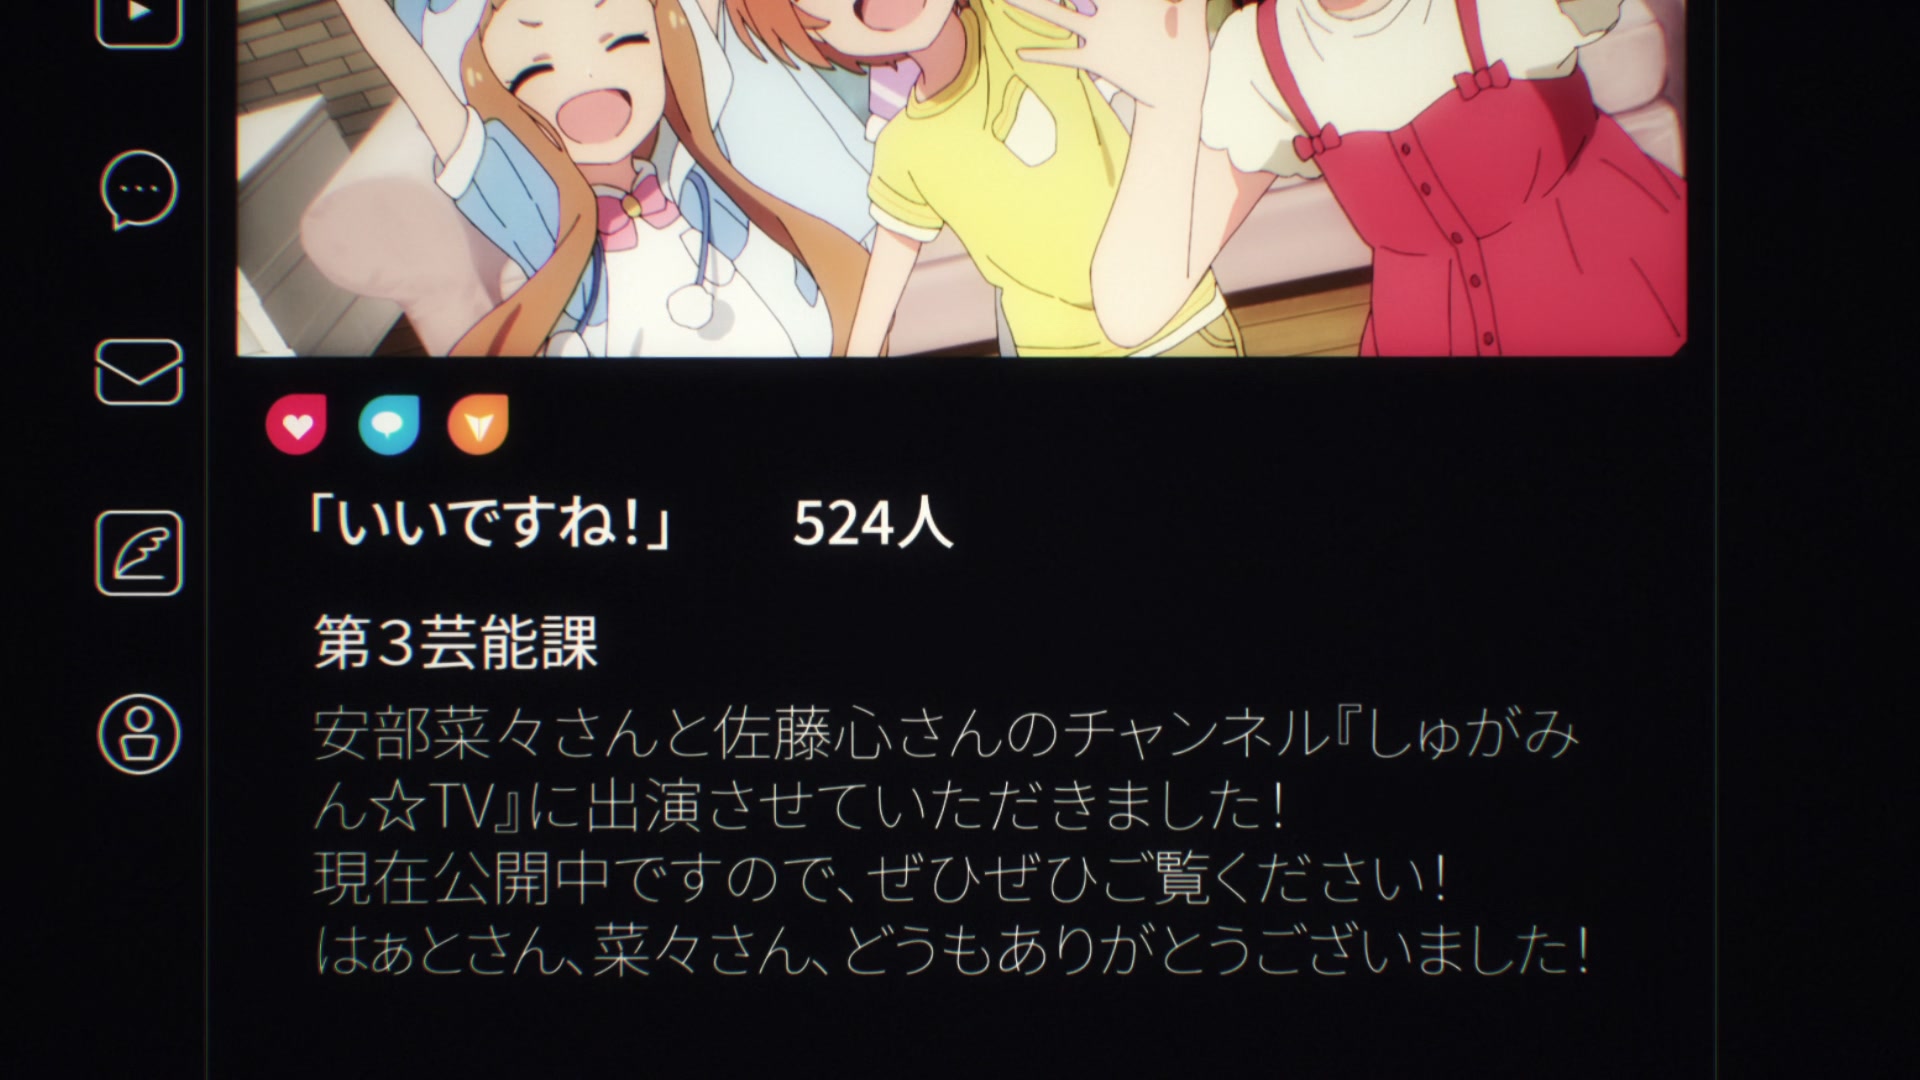 「いいですね!」 524人
第3芸能課
安部菜々さんと佐藤心さんのチャンネル『しゅがみ
ん☆TV』に出演させていただきました!
現在公開中ですので、ぜひぜひご覧ください!
はぁとさん、菜々さん、どうもありがとうございました!